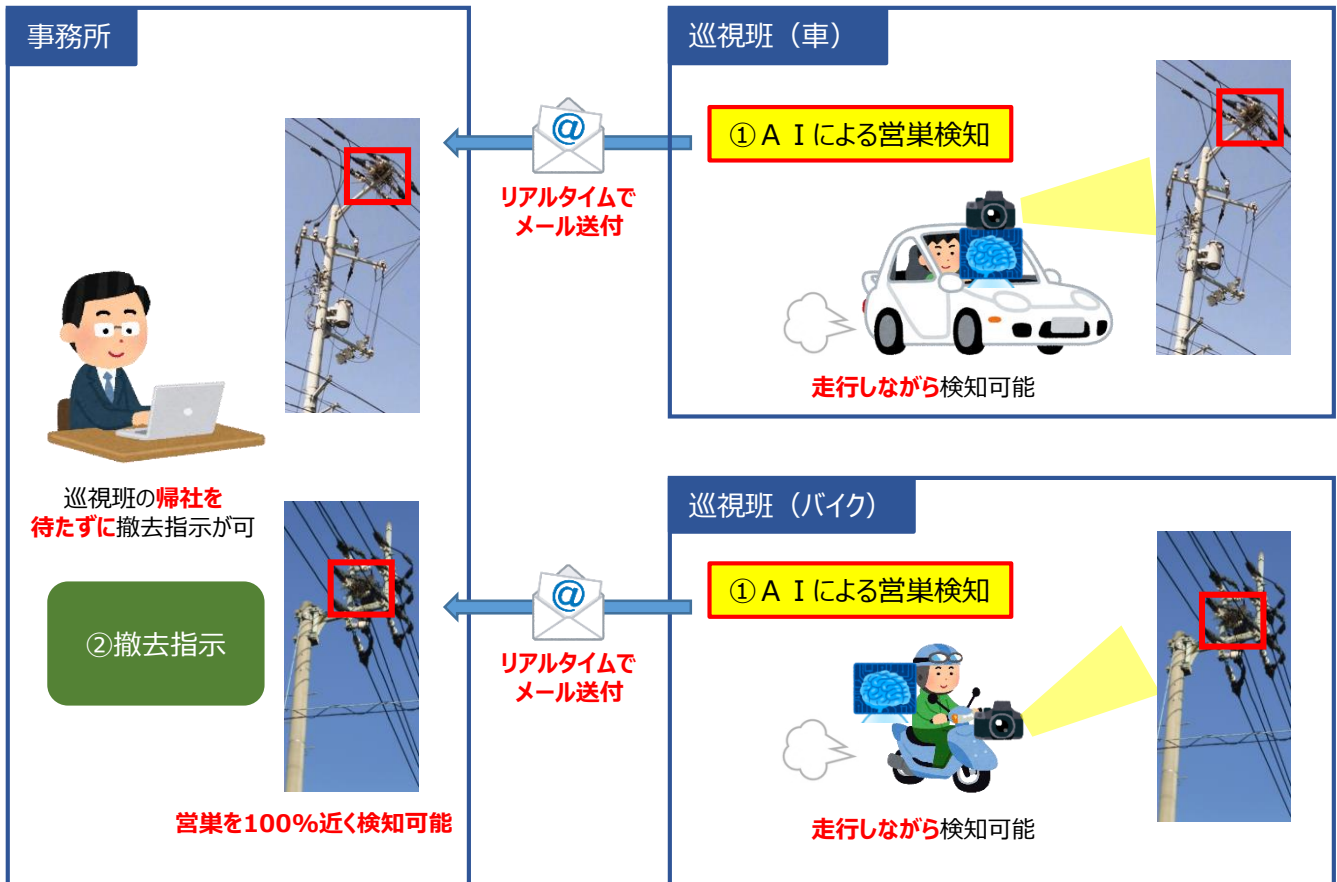 事務所
巡視班（車）
①ＡＩによる営巣検知
@
リアルタイムで
メール送付
走行しながら検知可能
巡視班の帰社を
待たずに撤去指示が可
巡視班（バイク）
①ＡＩによる営巣検知
@
リアルタイムで
メール送付
②撤去指示
営巣を100%近く検知可能
走行しながら検知可能